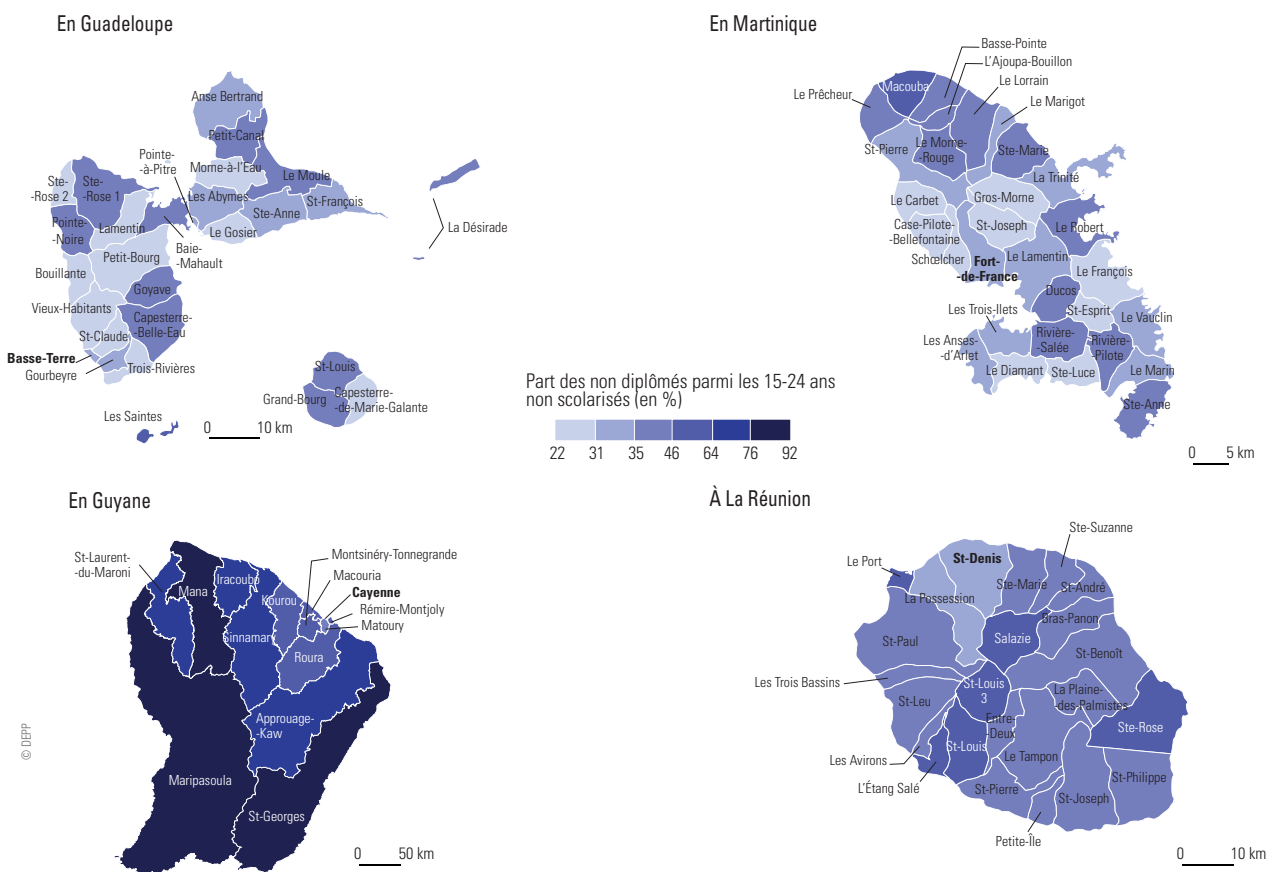 En Guadeloupe
Anse Bertrand
Petit-Canal
Pointe-
-à-Pitre
Morne-à-l'Eau
Le Moule
Ste-
-Rose 2
Ste-
-Rose 1
Les Abymes
St-François
Ste-Anne
Pointe-
-Noire
Lamentin
Le Gosier
La Désirade
Baie-
-Mahault
Petit-Bourg
Bouillante
Goyave
Vieux-Habitants
Capesterre-
-Belle-Eau
St-Claude
Basse-Terre
Gourbeyre
Trois-Rivières
St-Louis
Grand-Bourg
Capesterre-
-de-Marie-Galante
Les Saintes
0 10 km
En Martinique
Basse-Pointe
L'Ajoupa-Bouillon
Le Lorrain
Le Marigot
Macouba
Le Prêcheur
St-Pierre
Le Morne-
-Rouge
Ste-Marie
La Trinité
Le Carbet
Gros-Morne
Case-Pilote-
-Bellefontaine
St-Joseph
Le Robert
Schœlcher
Fort-
-de-France
Le Lamentin
Le François
Ducos
Les Trois-Ilets
St-Esprit
Le Vauclin
Les Anses-
-d'Arlet
Rivière-
-Salée
Rivière-
-Pilote
Le Diamant
Ste-Luce
Le Marin
Ste-Anne
0 5 km
Part des non diplômés parmi les 15-24 ans
non scolarisés (en %)
22 31 35 46 64 76 92
En Guyane
St-Laurent-
-du-Maroni
Mana
Iracoubo
Kourou
Montsinéry-Tonnegrande
Macouria
Cayenne
Rémire-Montjoly
Matoury
Sinnamary
Roura
Approuage-
-Kaw
Maripasoula
St-Georges
0 50 km
À La Réunion
Ste-Suzanne
Le Port
St-Denis
Ste-Marie
St-André
La Possession
Bras-Panon
St-Paul
Salazie
St-Benoît
Les Trois Bassins
St-Louis
3
La Plaine-
-des-Palmistes
St-Leu
Entre-
-Deux
Ste-Rose
St-Louis
Les Avirons
Le Tampon
L'Étang Salé
St-Pierre
St-Joseph
St-Philippe
Petite-Île
0 10 km
© DEPP